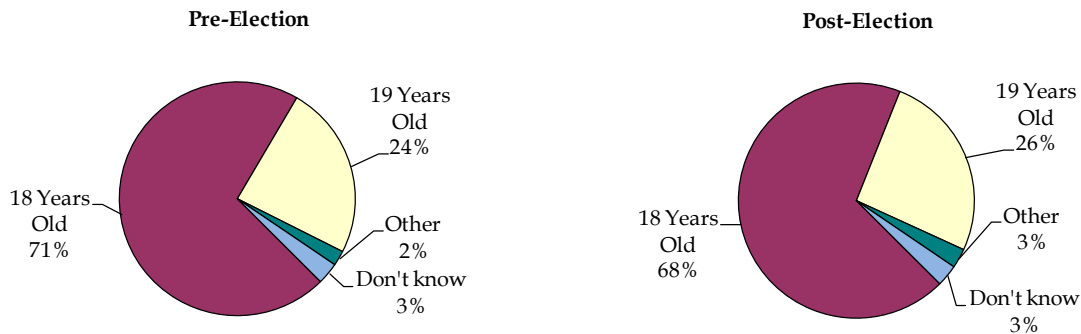 Pre-Election
19 Years
Old
24%
18 Years
Old
71%
Other
2%
Don't know
3%
Post-Election
19 Years
Old
26%
18 Years
Old
68%
Other
3%
Don't know
3%